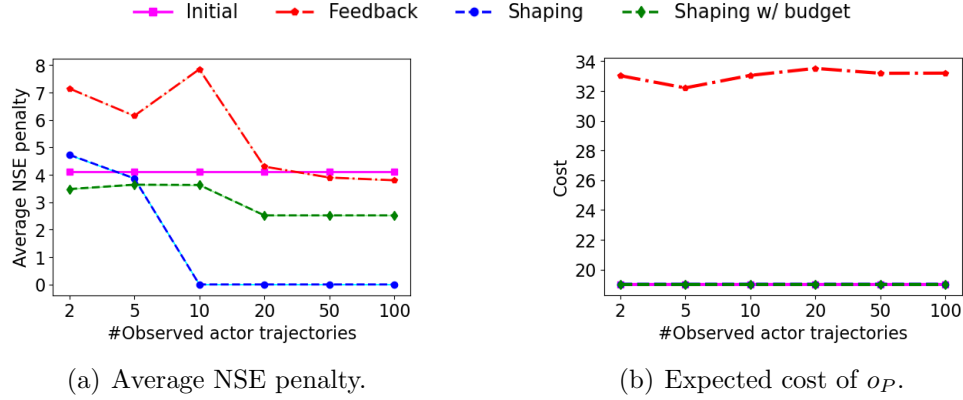 Initial Feedback Shaping Shaping w/ budget
8
7
6
5
4
3
2
1
0
Average NSE penalty
2 5 10 20 50 100
#Observed actor trajectories
(a) Average NSE penalty.
34
32
30
28
26
24
22
20
Cost
2 5 10 20 50 100
#Observed actor trajectories
(b) Expected cost of o_P.